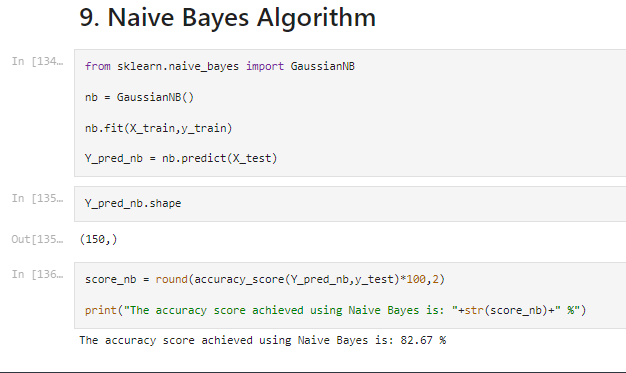 9. Naive Bayes Algorithm
In [134…
from sklearn.naive_bayes import GaussianNB
nb = GaussianNB()
nb.fit(X_train,y_train)
Y_pred_nb = nb.predict(X_test)
In [135…
Y_pred_nb.shape
Out[135…
(150,)
In [136…
score_nb = round(accuracy_score(Y_pred_nb,y_test)*100,2)
print("The accuracy score achieved using Naive Bayes is: "+str(score_nb)+" %")
The accuracy score achieved using Naive Bayes is: 82.67 %